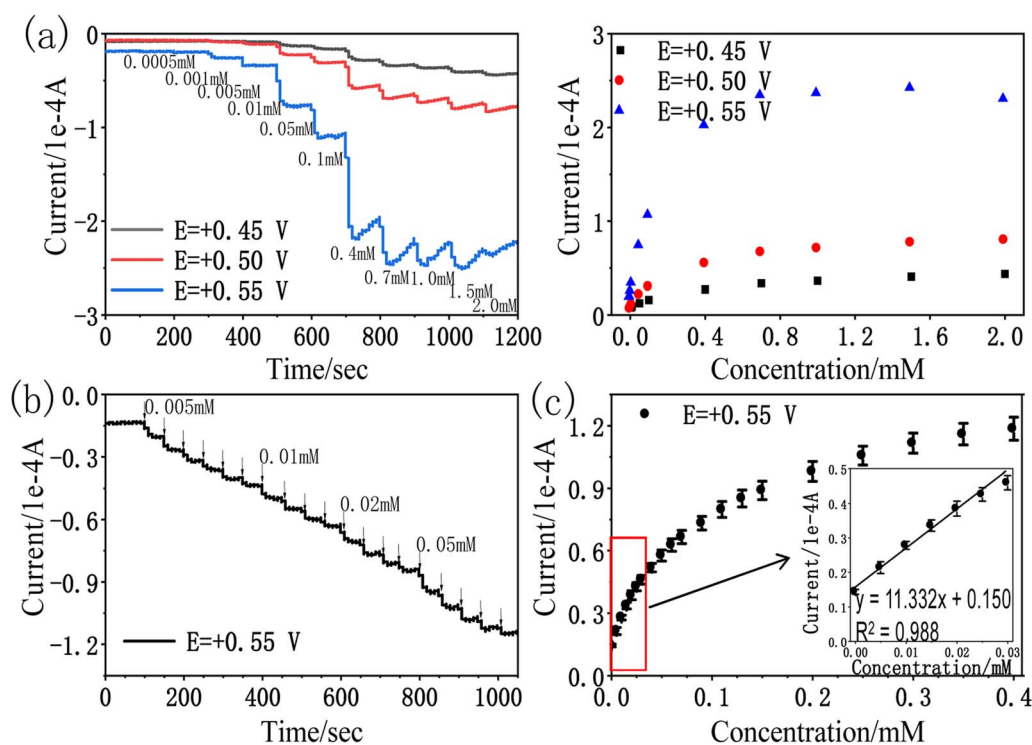 (a)
Current/1e-4A
-0
-1
-2
-3
0.0005mM
0.001mM
0.005mM
0.01mM
0.05mM
0.1mM
0.4mM
0.7mM
1.0mM
1.5mM
2.0mM
E=+0.45 V
E=+0.50 V
E=+0.55 V
0 200 400 600 800 1000 1200
Time/sec
Current/1e-4A
3
2
1
0
E=+0.45 V
E=+0.50 V
E=+0.55 V
0.0 0.4 0.8 1.2 1.6 2.0
Concentration/mM
(b)
Current/1e-4A
0.0
-0.3
-0.6
-0.9
-1.2
0.005mM
0.01mM
0.02mM
0.05mM
E=+0.55 V
0 200 400 600 800 1000
Time/sec
(c)
Current/1e-4A
1.2
0.9
0.6
0.3
0.0
E=+0.55 V
0.0 0.1 0.2 0.3 0.4
Concentration/mM
Current/1e-4A
0.5
0.4
0.3
0.2
0.1
0.0
y = 11.332x + 0.150
R² = 0.988
0.00 0.01 0.02 0.03
Concentration/mM